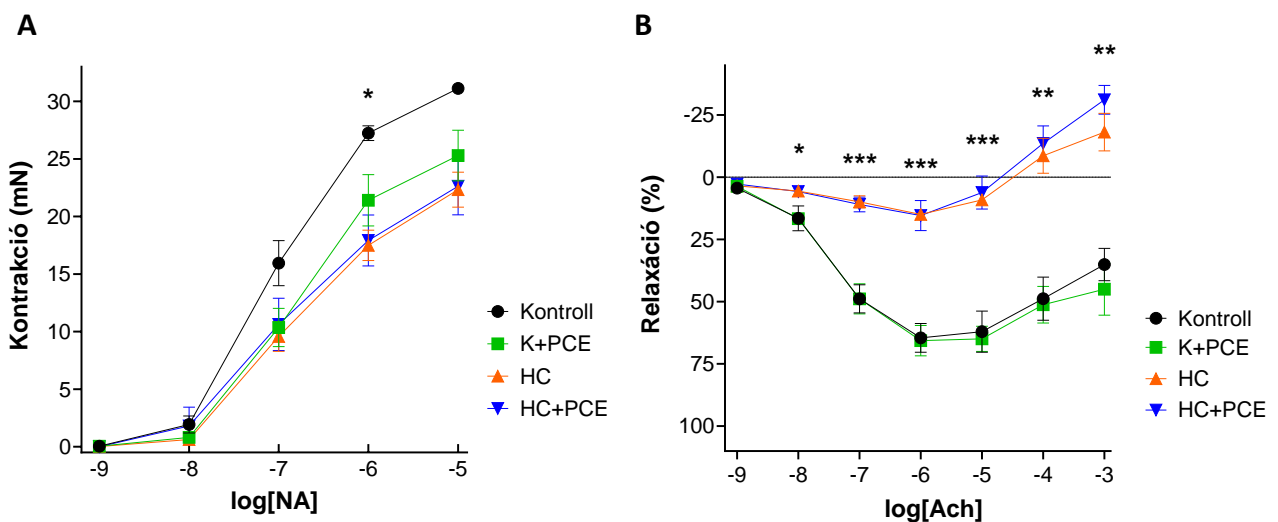 A
*
Kontrakció (mN)
30
25
20
15
10
5
0
-9 -8 -7 -6 -5
log[NA]
Kontroll
K+PCE
HC
HC+PCE
B
* *** *** *** ** **
Relaxáció (%)
-25
0
25
50
75
100
-9 -8 -7 -6 -5 -4 -3
log[Ach]
Kontroll
K+PCE
HC
HC+PCE